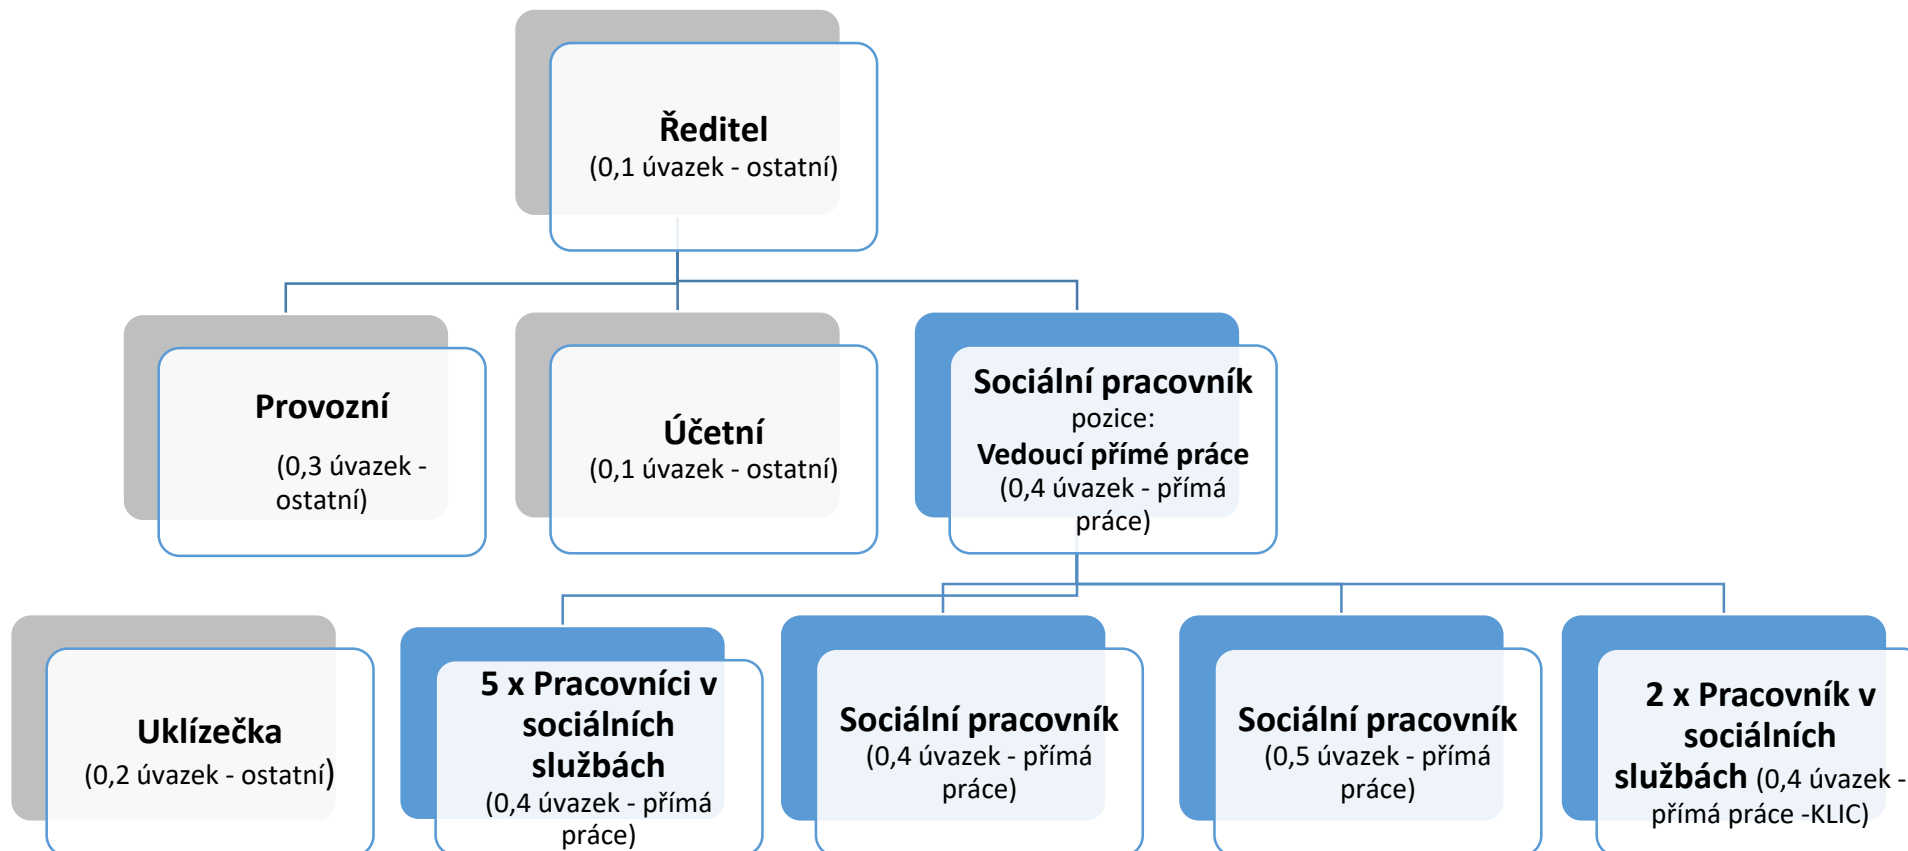 Ředitel
(0,1 úvazek - ostatní)
Provozní
(0,3 úvazek -
ostatní)
Účetní
(0,1 úvazek - ostatní)
Sociální pracovník
pozice:
Vedoucí přímé práce
(0,4 úvazek - přímá
práce)
Uklízečka
(0,2 úvazek - ostatní)
5 x Pracovníci v
sociálních
službách
(0,4 úvazek - přímá
práce)
Sociální pracovník
(0,4 úvazek - přímá
práce)
Sociální pracovník
(0,5 úvazek - přímá
práce)
2 x Pracovník v
sociálních
službách (0,4 úvazek -
přímá práce -KLIC)